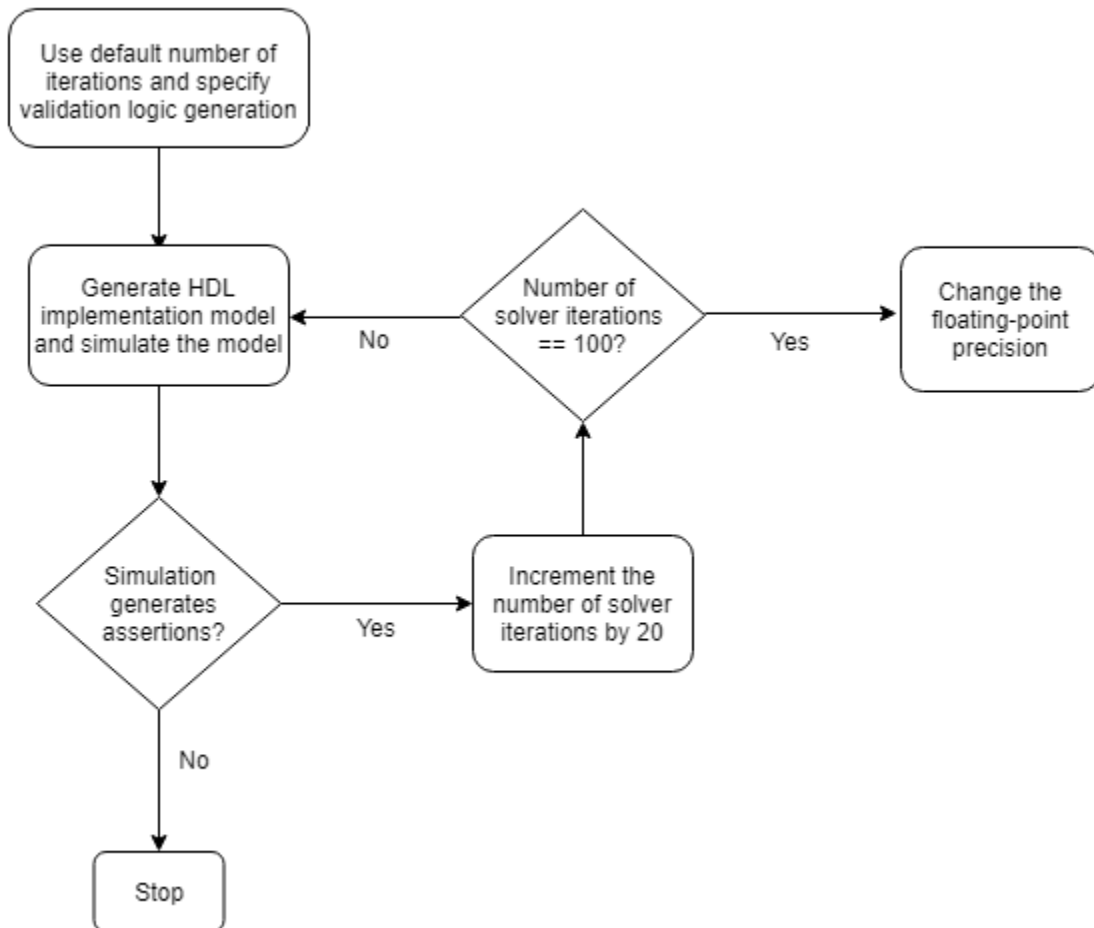 Use default number of
iterations and specify
validation logic generation
Generate HDL
implementation model
and simulate the model
Number of
solver iterations
== 100?
No
Yes
Change the
floating-point
precision
Simulation
generates
assertions?
Yes
Increment the
number of solver
iterations by 20
No
Stop